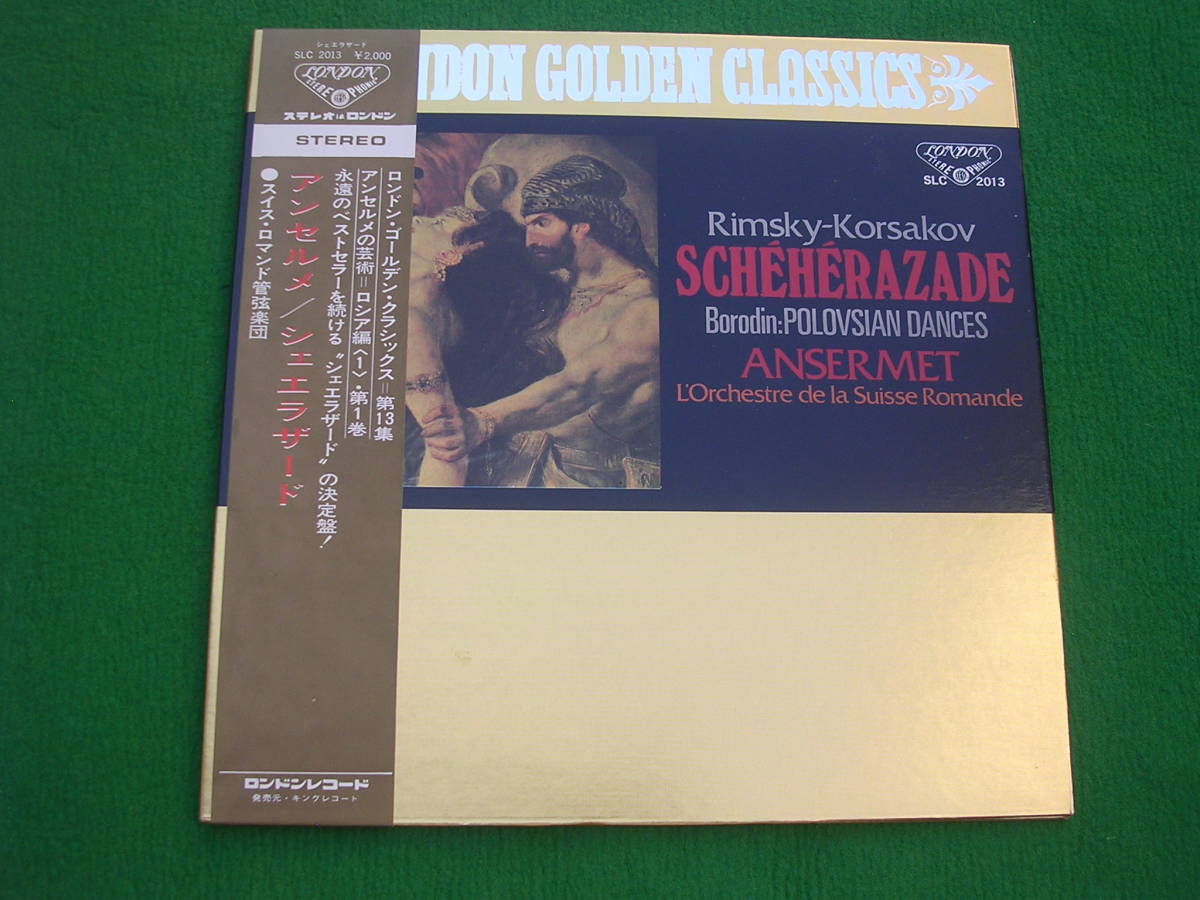 シェエラザード
SLC 2013 ¥2,000
LONDON
STEREOPHONIC
ステレオはロンドン
STEREO
ロンドン・ゴールデン・クラシックス=第13集
アンセルメの芸術=ロシア編〈1〉・第1巻
永遠のベスト・セラーを続ける"シェエラザード"の決定盤!
アンセルメ/シェエラザード
●スイス・ロマンド管弦楽団
ロンドンレコード
発売元・キングレコード
NDON GOLDEN CLASSICS
LONDON
STEREOPHONIC
SLC 2013
Rimsky-Korsakov
SCHÉHÉRAZADE
Borodin:POLOVSIAN DANCES
ANSERMET
L'Orchestre de la Suisse Romande